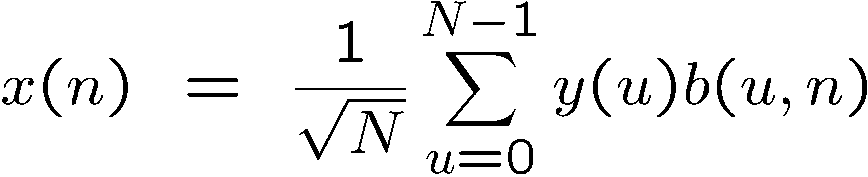 x(n) = \frac{1}{\sqrt{N}} \sum_{u=0}^{N-1} y(u)b(u,n)